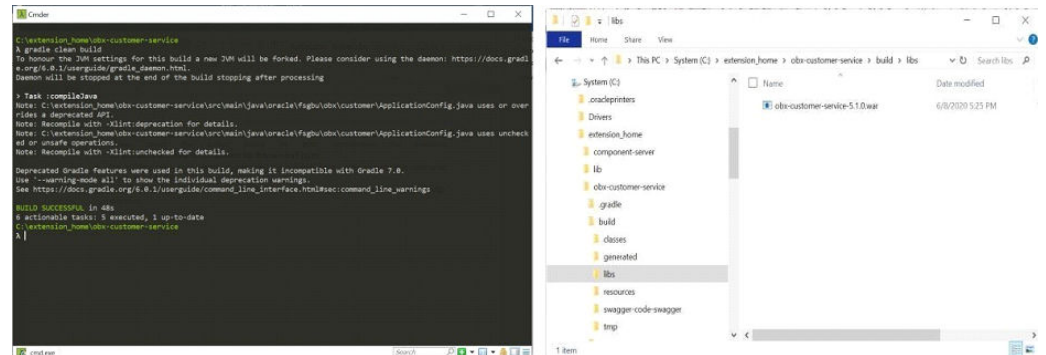 Cmder
C:\extension_home\obx-customer-service
λ gradle clean build
To honour the JVM settings for this build a new JVM will be forked. Please consider using the daemon: https://docs.gradl
e.org/6.0.1/userguide/gradle_daemon.html.
Daemon will be stopped at the end of the build stopping after processing
> Task :compileJava
Note: C:\extension_home\obx-customer-service\src\main\java\oracle\fsgbu\obx\customer\ApplicationConfig.java uses or over
rides a deprecated API.
Note: Recompile with -Xlint:deprecation for details.
Note: C:\extension_home\obx-customer-service\src\main\java\oracle\fsgbu\obx\customer\ApplicationConfig.java uses uncheck
ed or unsafe operations.
Note: Recompile with -Xlint:unchecked for details.
Deprecated Gradle features were used in this build, making it incompatible with Gradle 7.0.
Use '--warning-mode all' to show the individual deprecation warnings.
See https://docs.gradle.org/6.0.1/userguide/command_line_interface.html#sec:command_line_warnings
BUILD SUCCESSFUL in 48s
6 actionable tasks: 5 executed, 1 up-to-date
C:\extension_home\obx-customer-service
λ
cmd.exe
Search
libs
File Home Share View
This PC > System (C:) > extension_home > obx-customer-service > build > libs
Search libs
System (C:)
.oracleprinters
Drivers
extension_home
component-server
lib
obx-customer-service
.gradle
build
classes
generated
libs
resources
swagger-code-swagger
tmp
Name Date modified
obx-customer-service-5.1.0.war 6/8/2020 5:25 PM
1 item